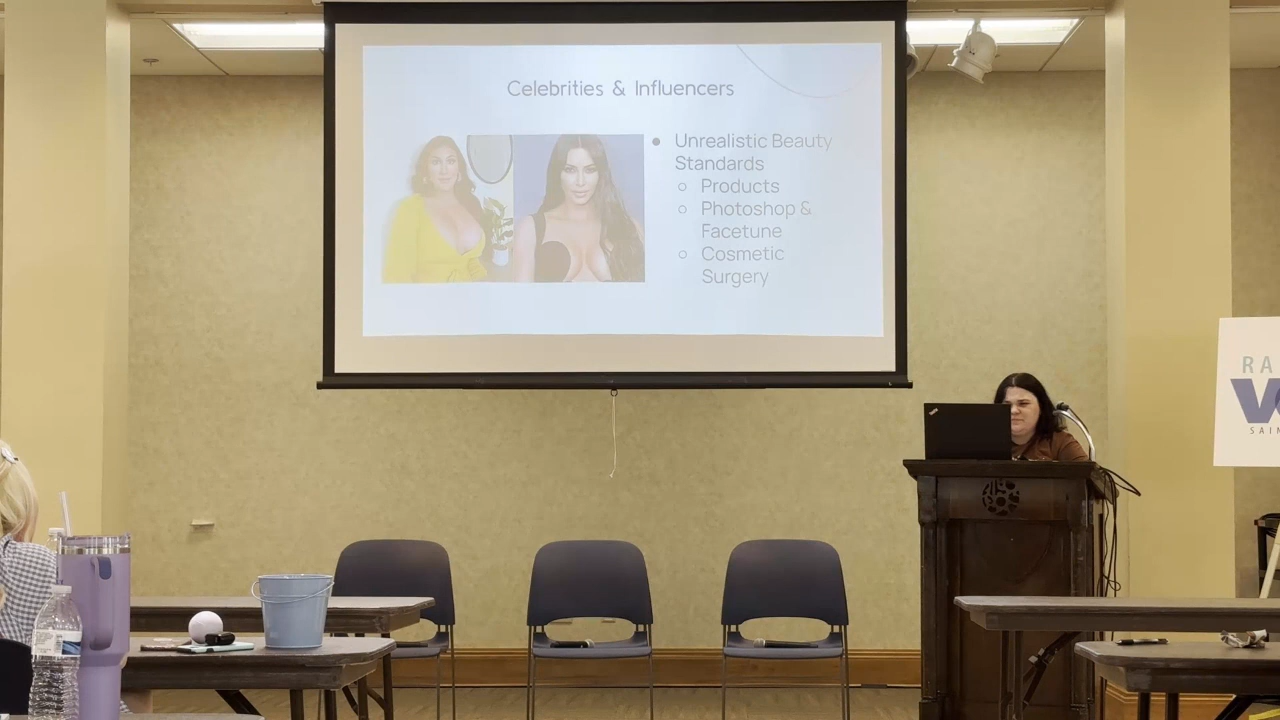 Celebrities & Influencers
● Unrealistic Beauty
Standards
○ Products
○ Photoshop &
Facetune
○ Cosmetic
Surgery